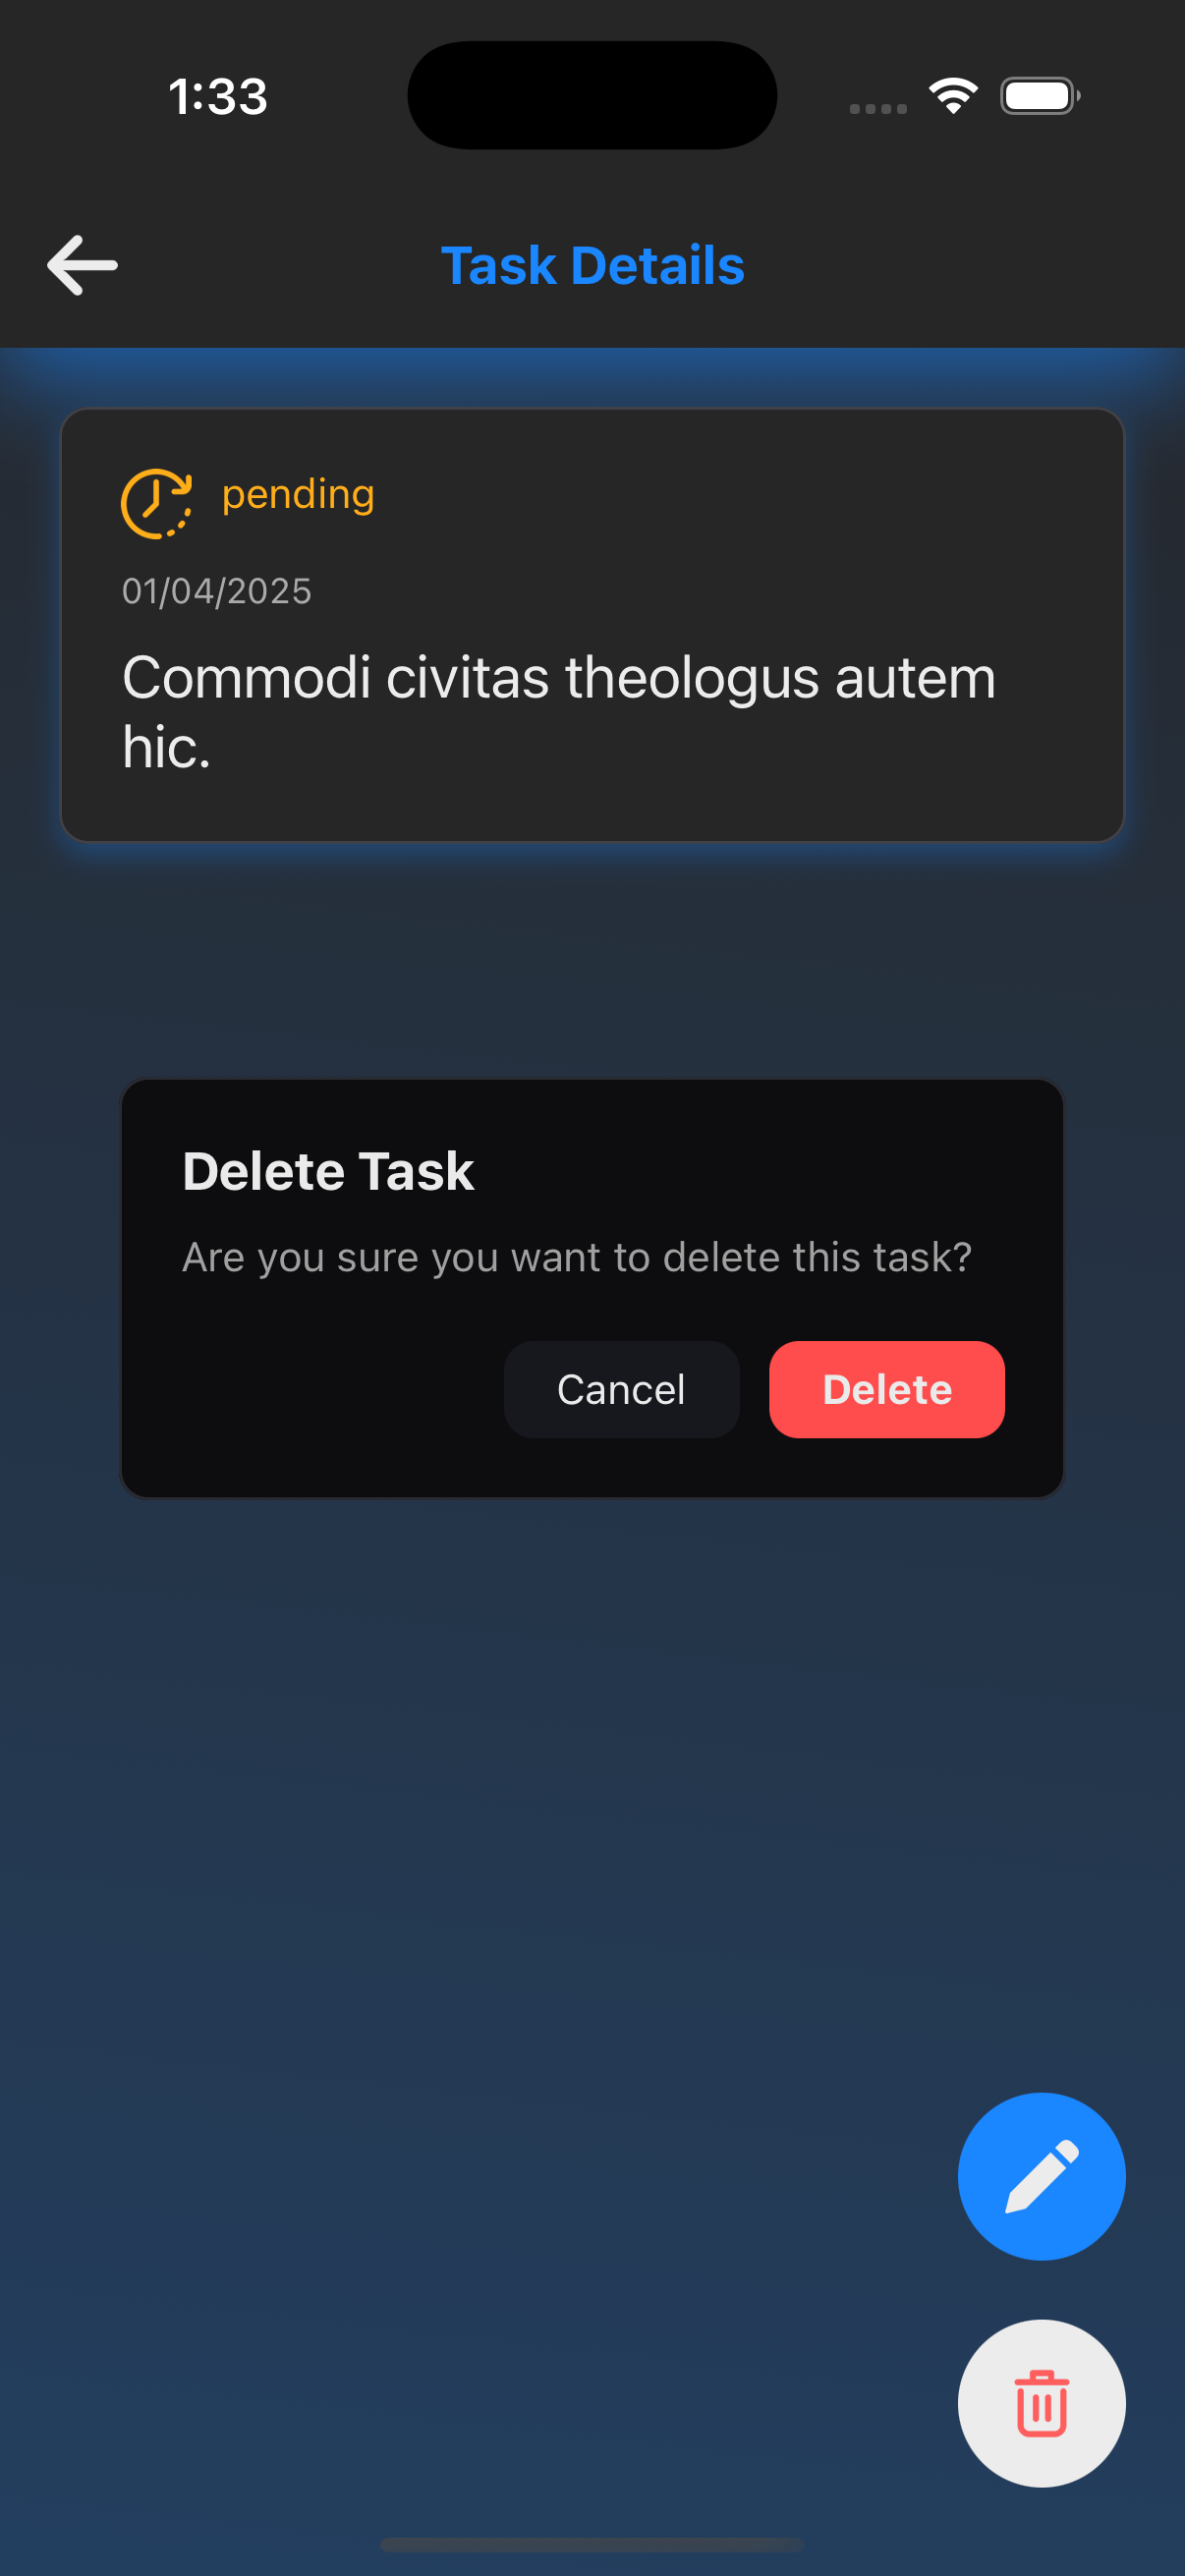 1:33
Task Details
pending
01/04/2025
Commodi civitas theologus autem
hic.
Delete Task
Are you sure you want to delete this task?
Cancel
Delete